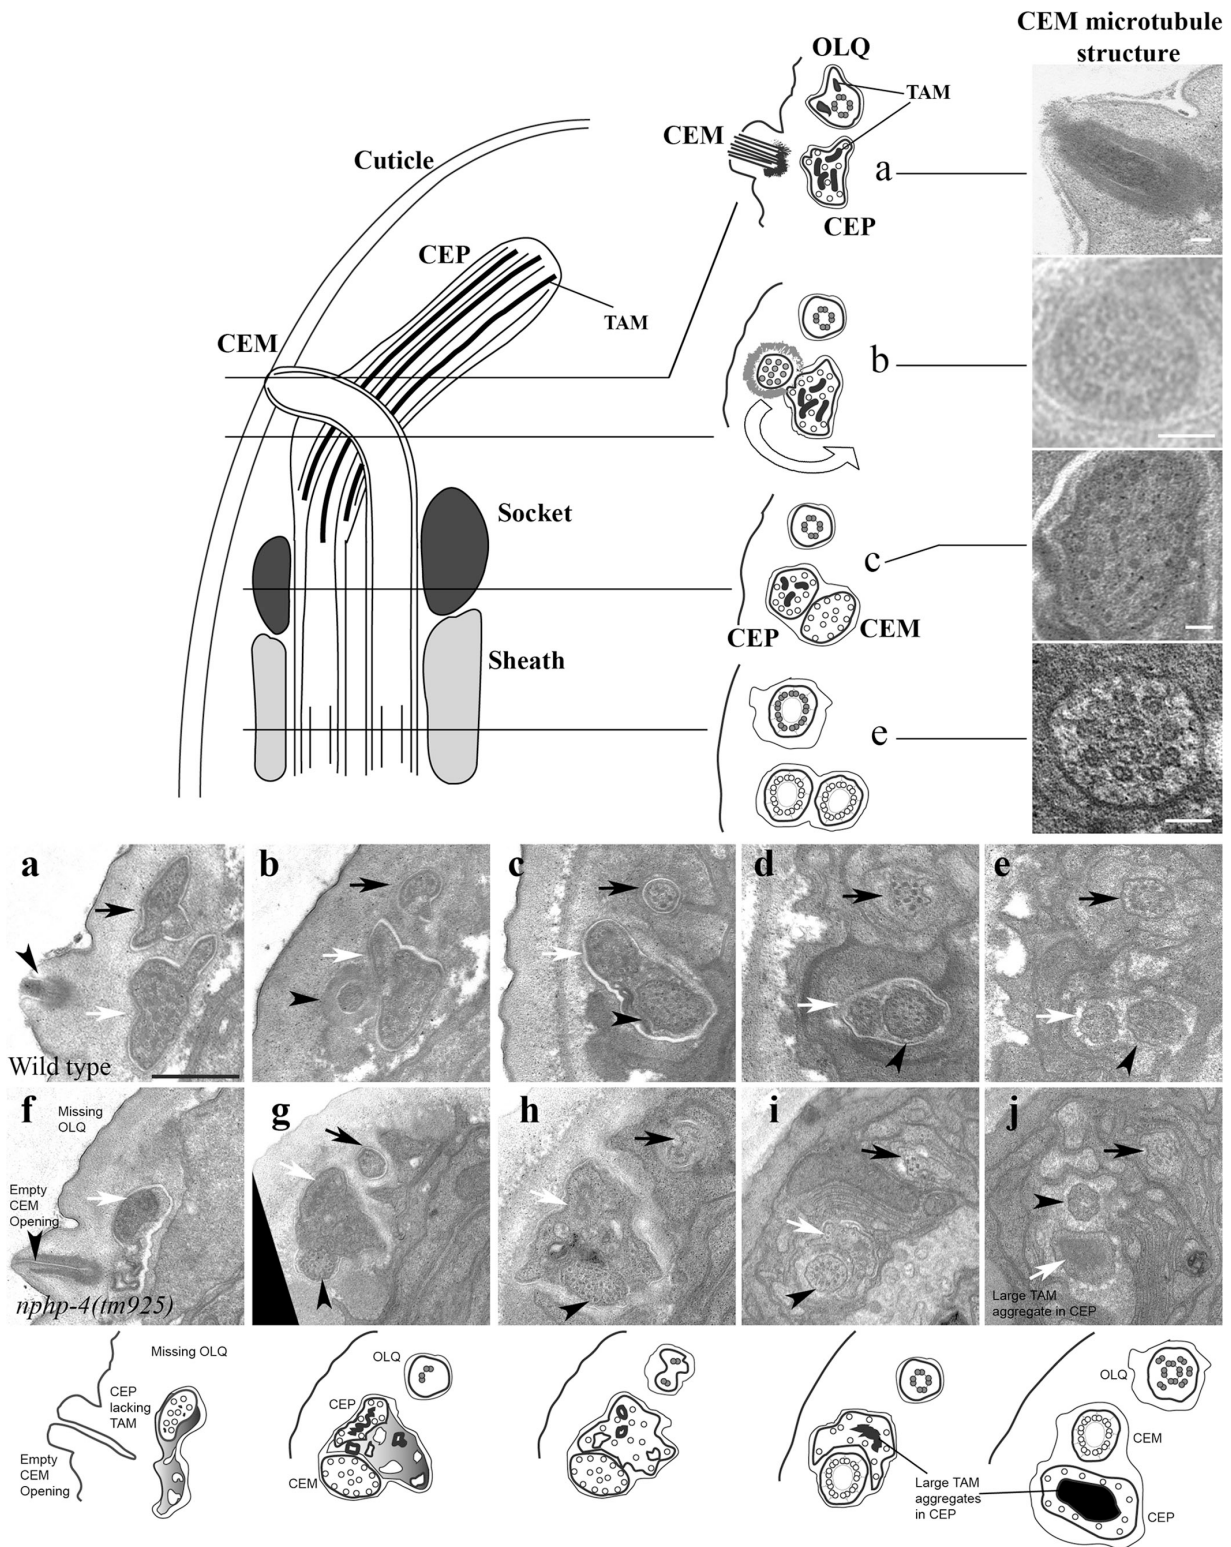 CEM microtubule
structure
OLQ
TAM
CEM
a
CEP
Cuticle
CEP
TAM
CEM
b
Socket
c
CEP
CEM
Sheath
e
a
b
c
d
e
Wild type
f
Missing
OLQ
Empty
CEM
Opening
nphp-4(tm925)
g
h
i
j
Large TAM
aggregate in CEP
Missing OLQ
CEP
lacking
TAM
Empty
CEM
Opening
OLQ
CEP
CEM
Large TAM
aggregates
in CEP
OLQ
CEM
CEP